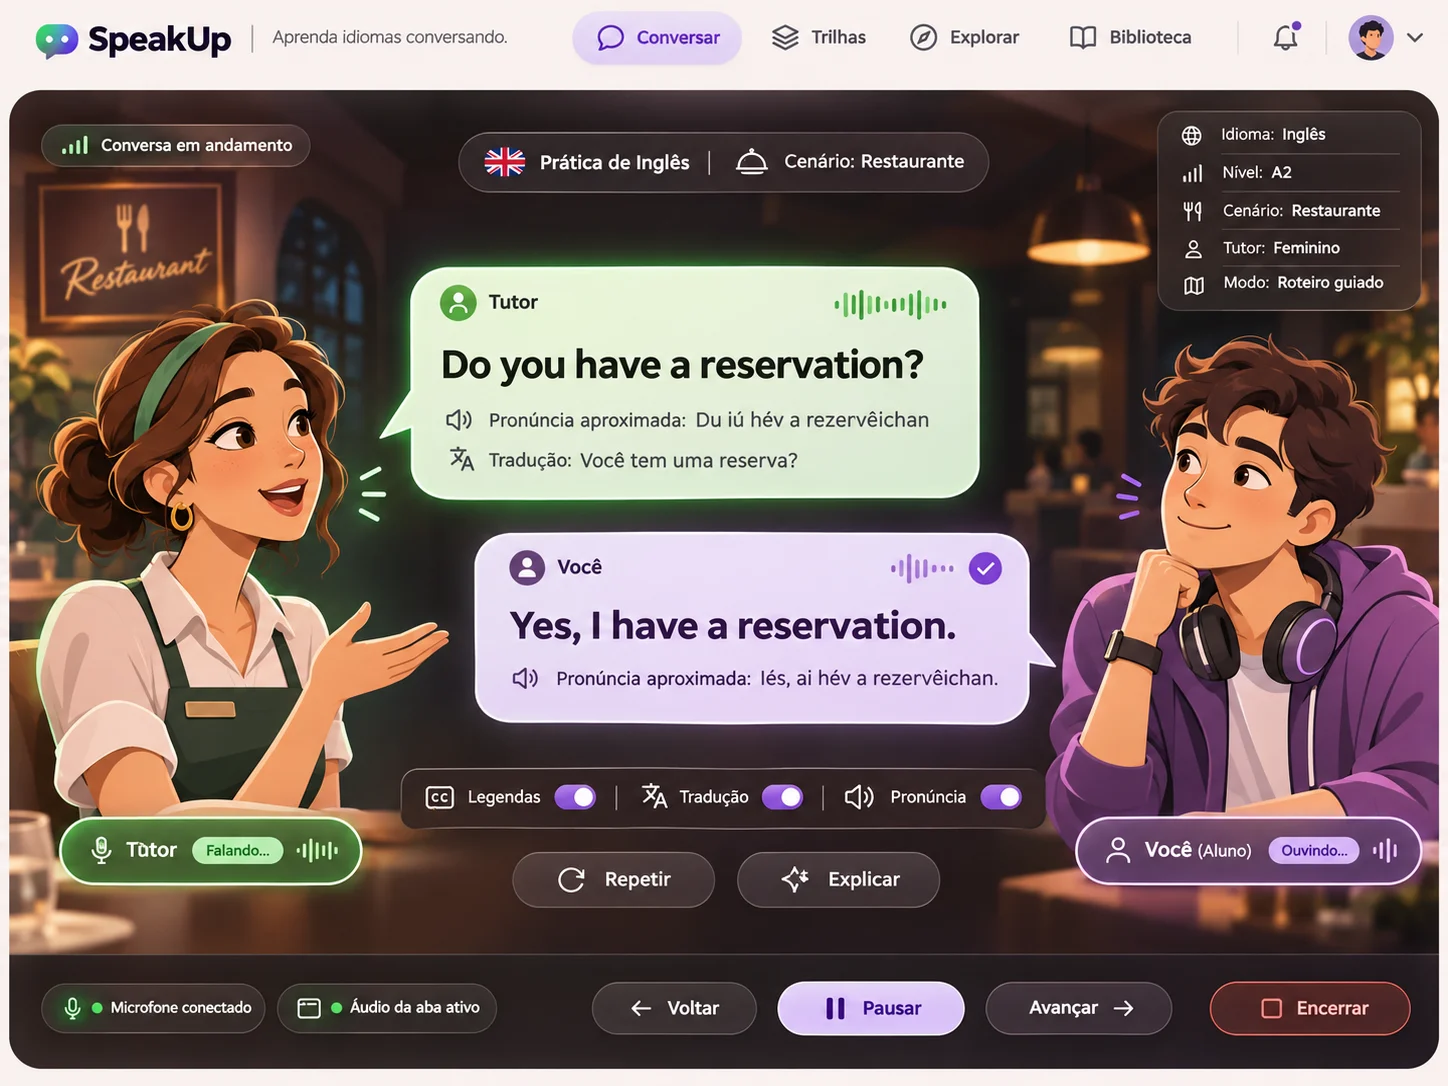 SpeakUp
Aprenda idiomas conversando.
Conversar
Trilhas
Explorar
Biblioteca
Conversa em andamento
Prática de Inglês
Cenário: Restaurante
Idioma: Inglês
Nível: A2
Cenário: Restaurante
Tutor: Feminino
Modo: Roteiro guiado
Restaurant
Tutor
Do you have a reservation?
Pronúncia aproximada: Du iú hév a rezervêichan
Tradução: Você tem uma reserva?
Você
Yes, I have a reservation.
Pronúncia aproximada: Iés, ai hév a rezervêichan.
CC Legendas
Tradução
Pronúncia
Tutor Falando...
Você (Aluno) Ouvindo...
Repetir
Explicar
Microfone conectado
Áudio da aba ativo
Voltar
Pausar
Avançar
Encerrar